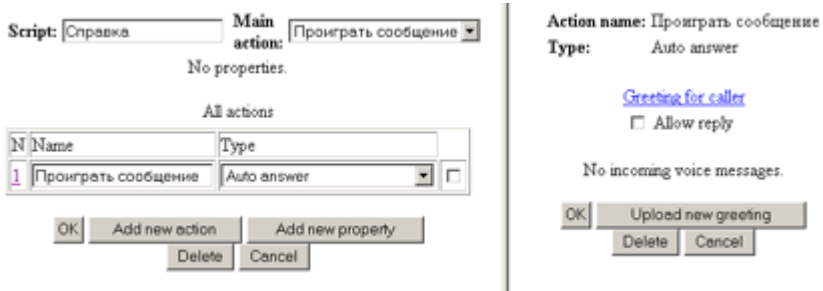 Script: Справка Main action: Проиграть сообщение
No properties.
All actions
N Name Type
1 Проиграть сообщение Auto answer
OK Add new action Add new property
Delete Cancel
Action name: Проиграть сообщение
Type: Auto answer
Greeting for caller
Allow reply
No incoming voice messages.
OK Upload new greeting
Delete Cancel